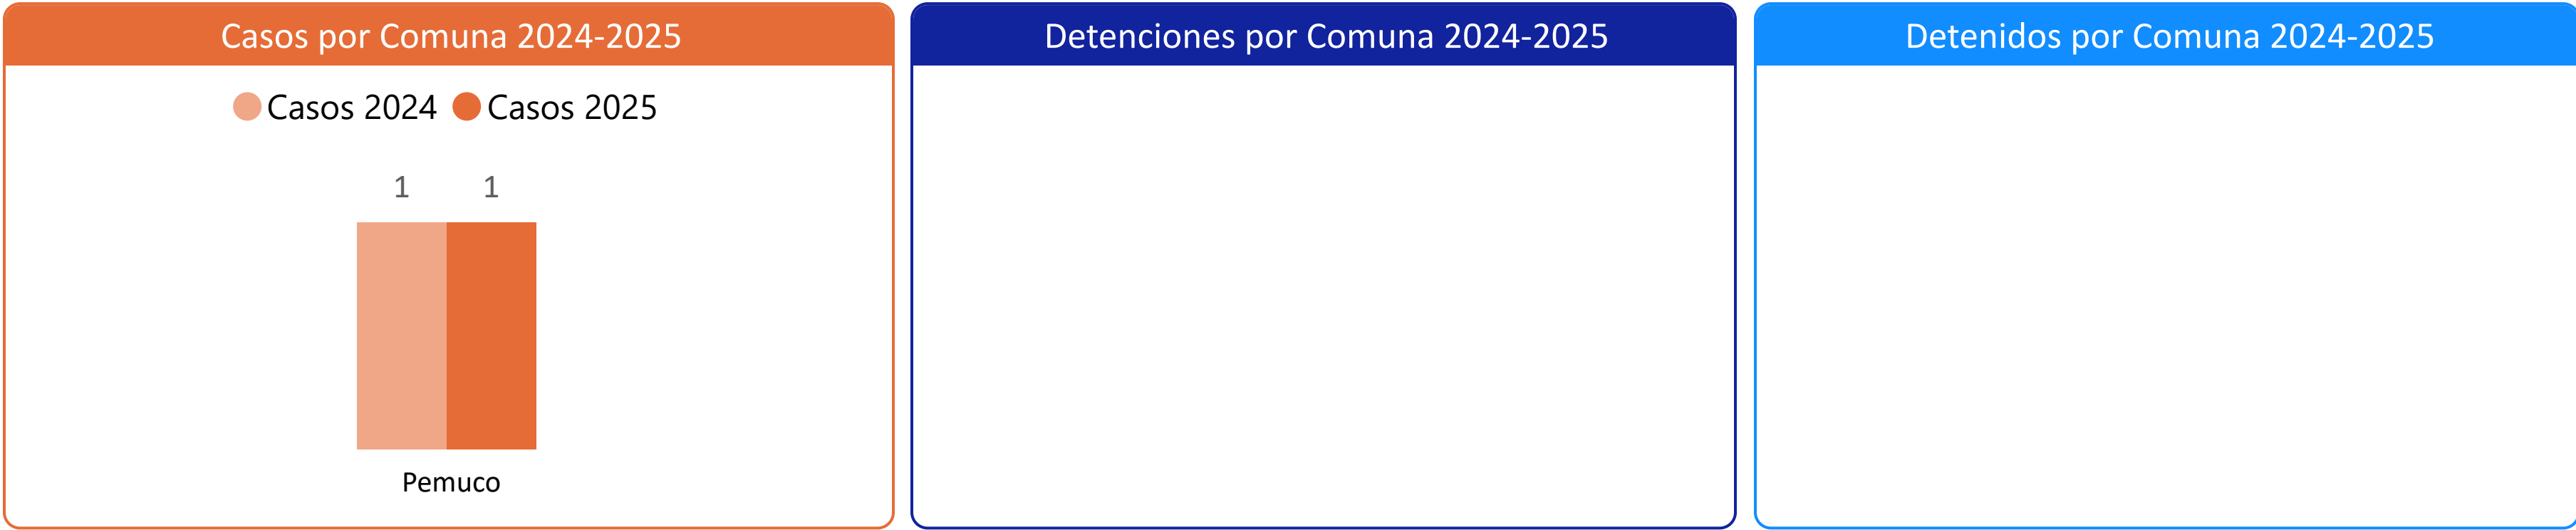 Casos por Comuna 2024-2025
Casos 2024 Casos 2025
1 1
Pemuco
Detenciones por Comuna 2024-2025
Detenidos por Comuna 2024-2025